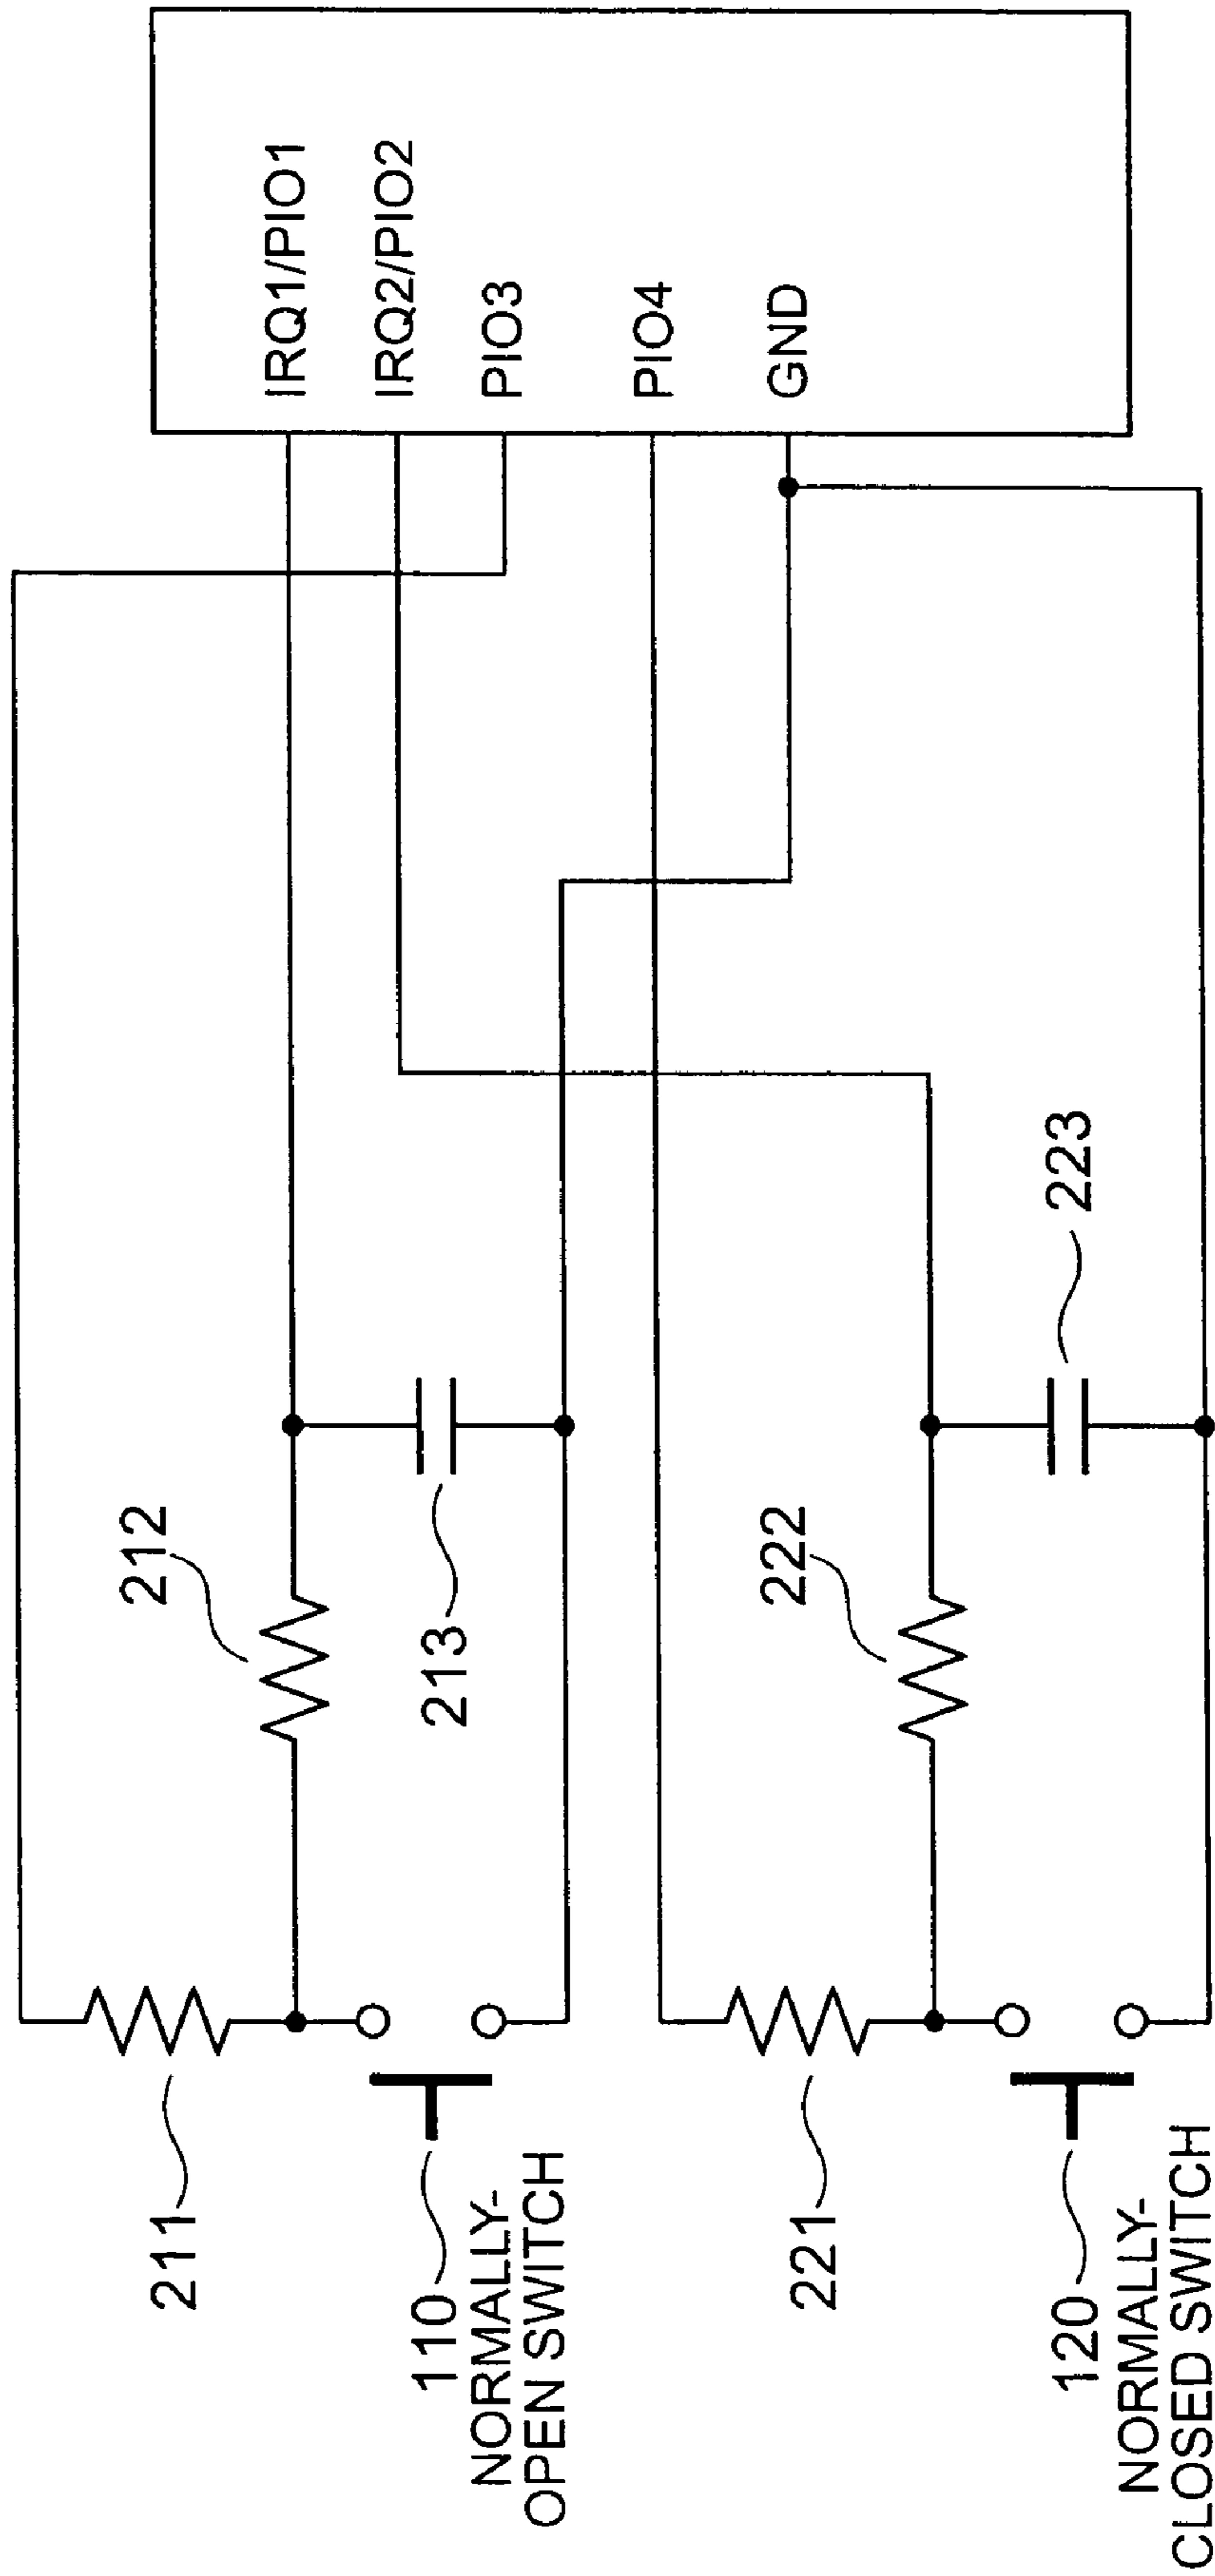 211
212
213
110
NORMALLY-
OPEN SWITCH
221
222
223
120
NORMALLY-
CLOSED SWITCH
IRQ1/PIO1
IRQ2/PIO2
PIO3
PIO4
GND